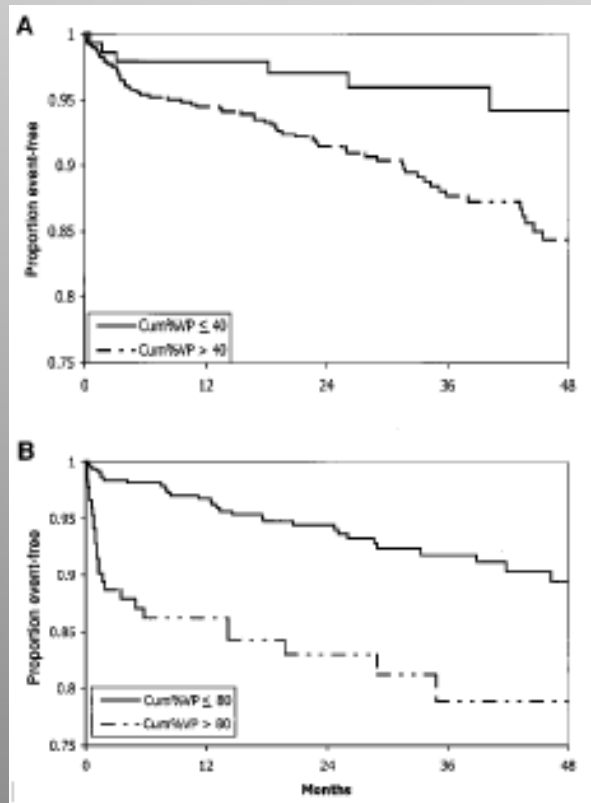 A
Proportion event-free
1
0.95
0.9
0.85
0.8
0.75
Cum%VP ≤ 40
Cum%VP > 40
0 12 24 36 48
B
Proportion event-free
1
0.95
0.9
0.85
0.8
0.75
Cum%VP ≤ 80
Cum%VP > 80
0 12 24 36 48
Months